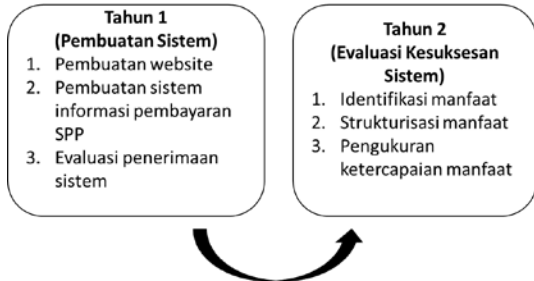 Tahun 1
(Pembuatan Sistem)
1. Pembuatan website
2. Pembuatan sistem
informasi pembayaran
SPP
3. Evaluasi penerimaan
sistem
Tahun 2
(Evaluasi Kesuksesan
Sistem)
1. Identifikasi manfaat
2. Strukturisasi manfaat
3. Pengukuran
ketercapaian manfaat